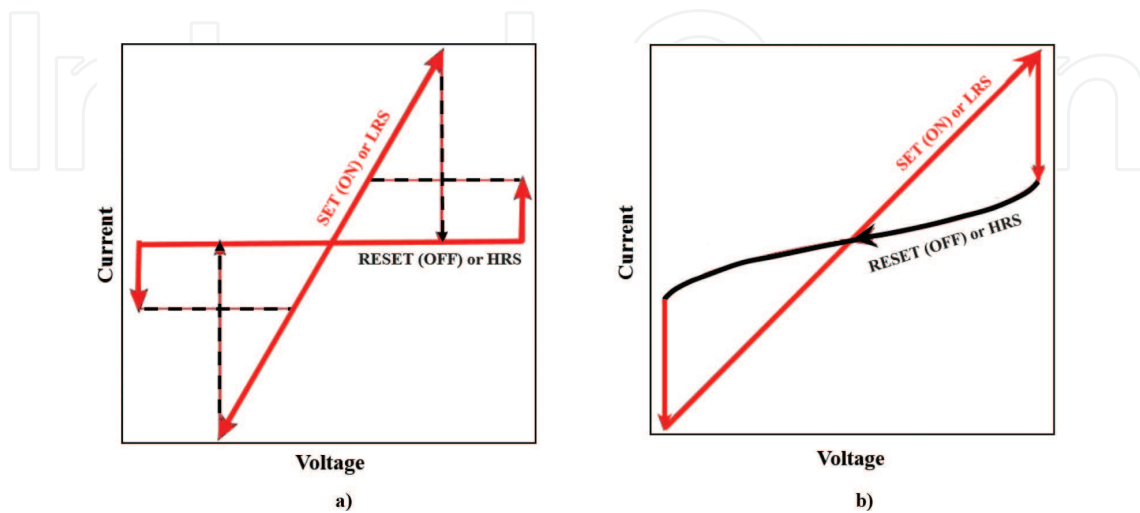 Current
SET (ON) or LRS
RESET (OFF) or HRS
Voltage
a)
Current
SET (ON) or LRS
RESET (OFF) or HRS
Voltage
b)